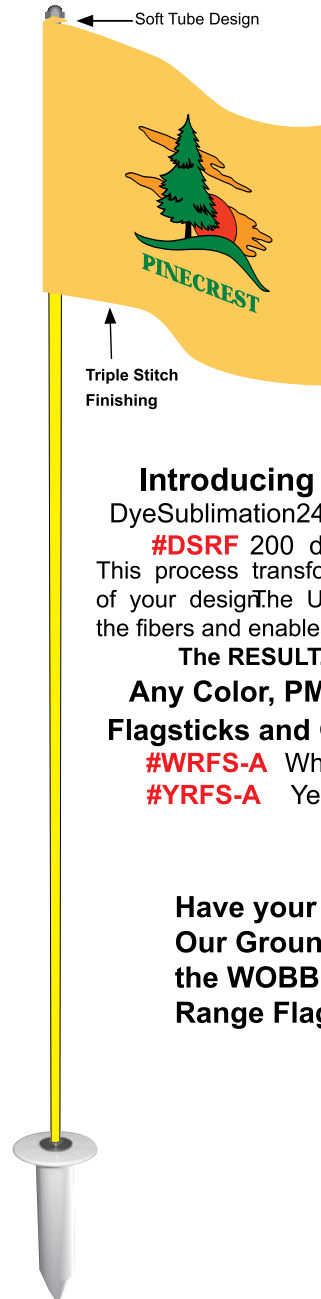 Soft Tube Design
PINECREST
Triple Stitch
Finishing
Introducing
DyeSublimation24
#DSRF 200 d
This process transfo
of your design.The U
the fibers and enable
The RESULT.
Any Color, PM
Flagsticks and
#WRFS-A Wh
#YRFS-A Ye
Have your
Our Groun
the WOBB
Range Flag